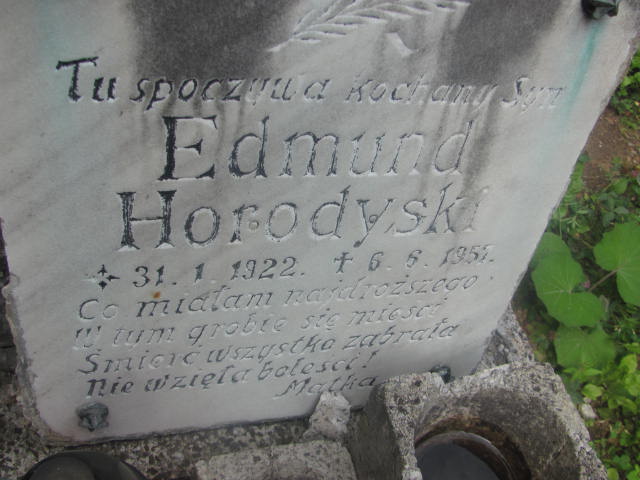 Tu spoczywa kochany Syn
Edmund
Horodyski
31. 1. 1922. ✝ 6. 6. 1957.
Co miałam najdroższego
W tum grobie się mieści
Śmierć wszystko zabrała
Nie wzięła boleści!
Matka